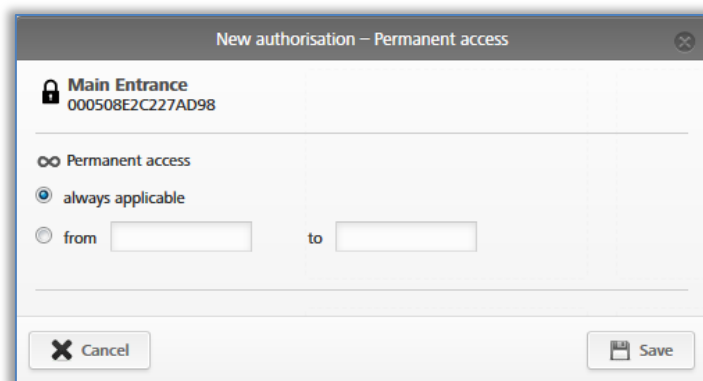 New authorisation – Permanent access
Main Entrance
000508E2C227AD98
Permanent access
always applicable
from to
Cancel Save